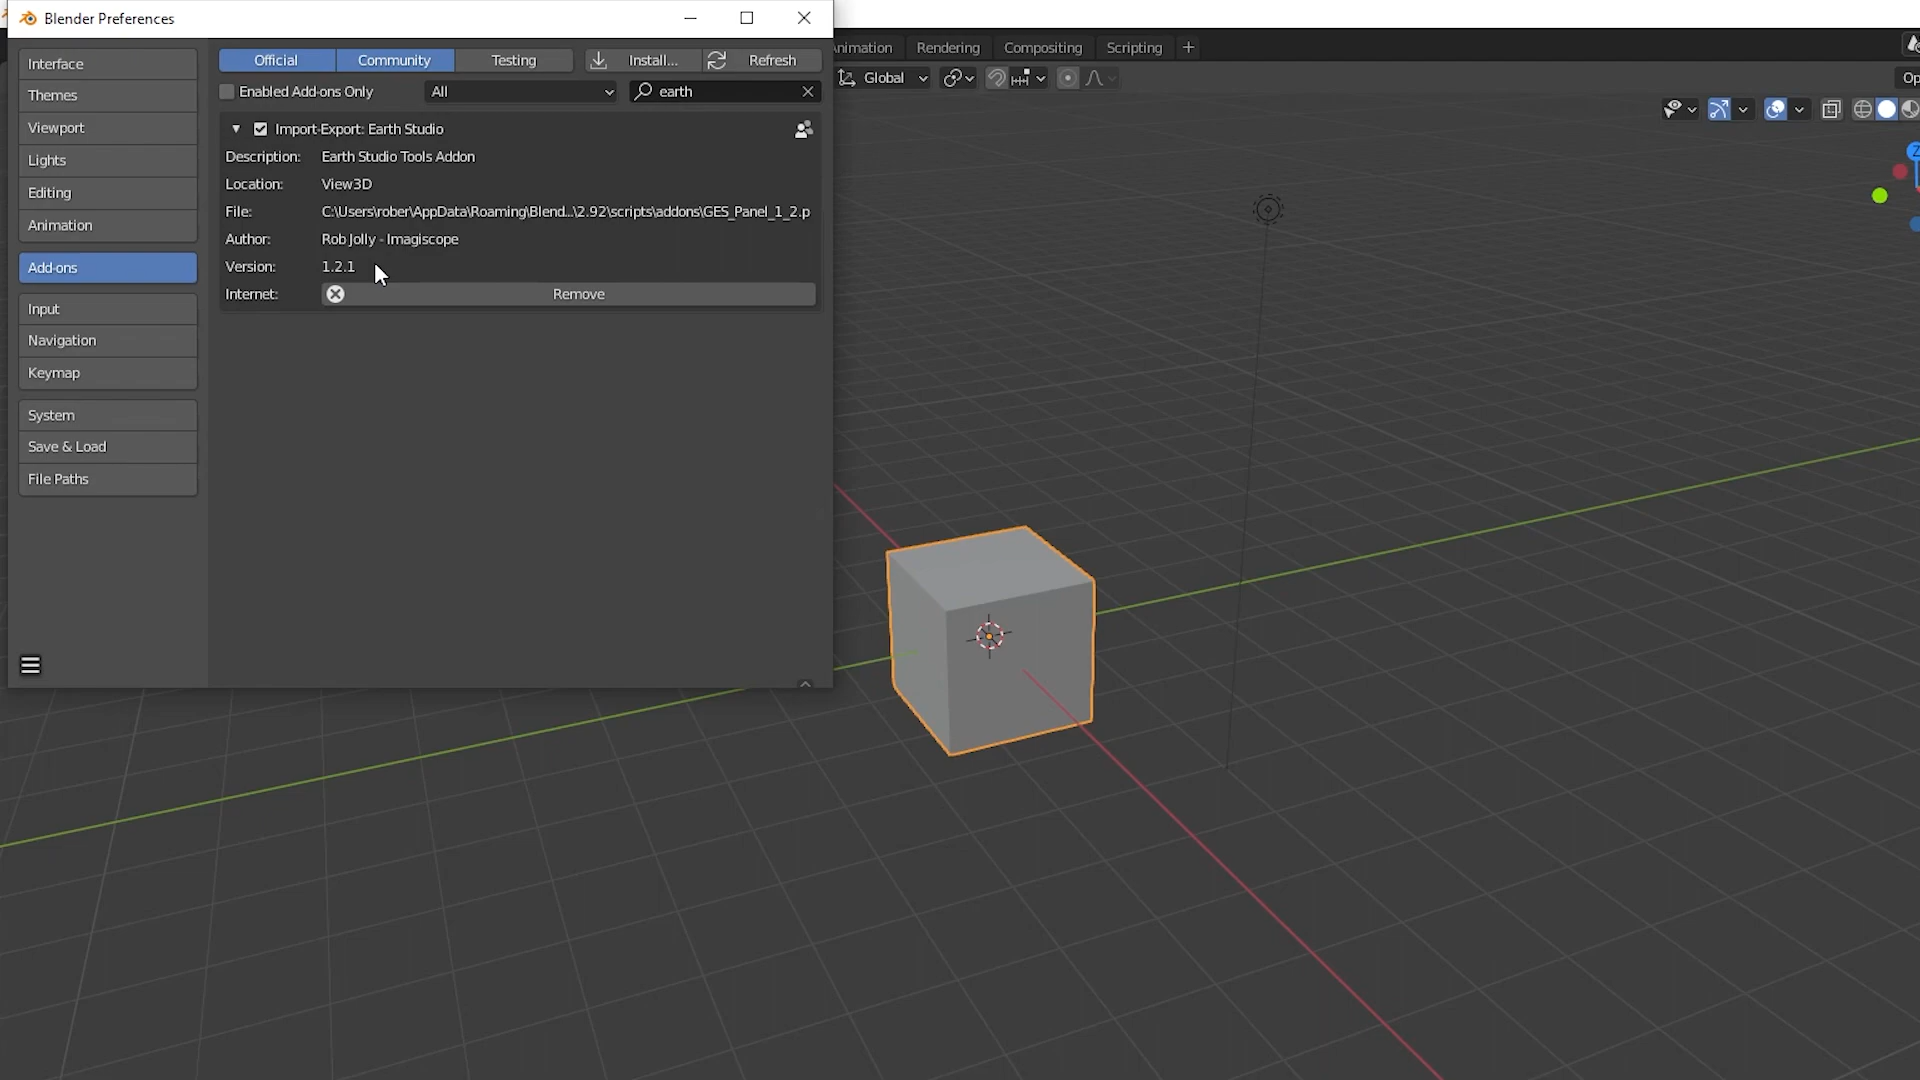 Blender Preferences
Interface
Themes
Viewport
Lights
Editing
Animation
Add-ons
Input
Navigation
Keymap
System
Save & Load
File Paths
Official Community Testing Install... Refresh
Enabled Add-ons Only All earth
Import-Export: Earth Studio
Description: Earth Studio Tools Addon
Location: View3D
File: C:\Users\rober\AppData\Roaming\Blend...\2.92\scripts\addons\GES_Panel_1_2.p
Author: Rob Jolly - Imagiscope
Version: 1.2.1
Internet: Remove
nimation Rendering Compositing Scripting +
Global
Op
Z